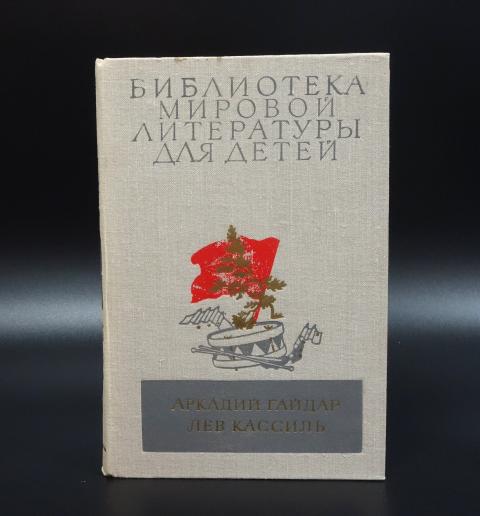 БИБЛИОТЕКА
МИРОВОЙ
ЛИТЕРАТУРЫ
ДЛЯ ДЕТЕЙ
АРКАДИЙ ГАЙДАР
ЛЕВ КАССИЛЬ